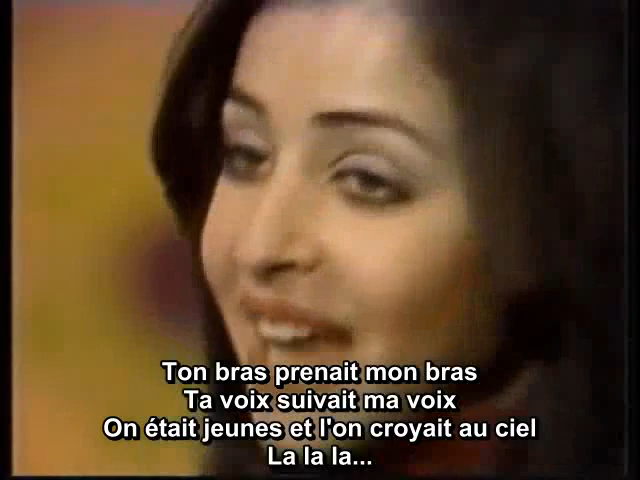 Ton bras prenait mon bras
Ta voix suivait ma voix
On était jeunes et l'on croyait au ciel
La la la...